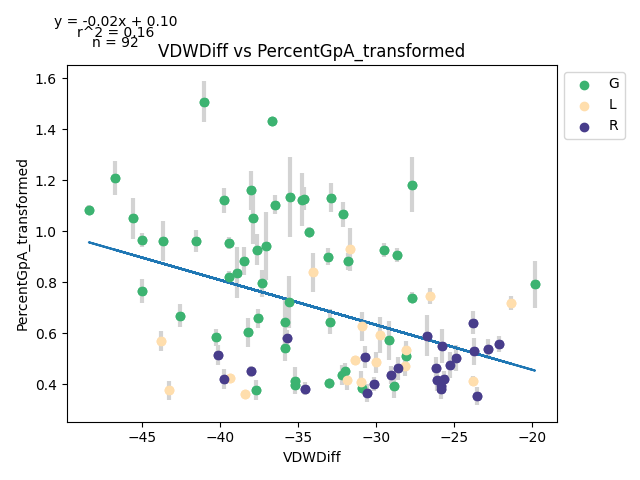 y = -0.02x + 0.10
r^2 = 0.16
n = 92
VDWDiff vs PercentGpA_transformed
G
L
R
1.6
1.4
1.2
1.0
0.8
0.6
0.4
PercentGpA_transformed
−45
−40
−35
−30
−25
−20
VDWDiff